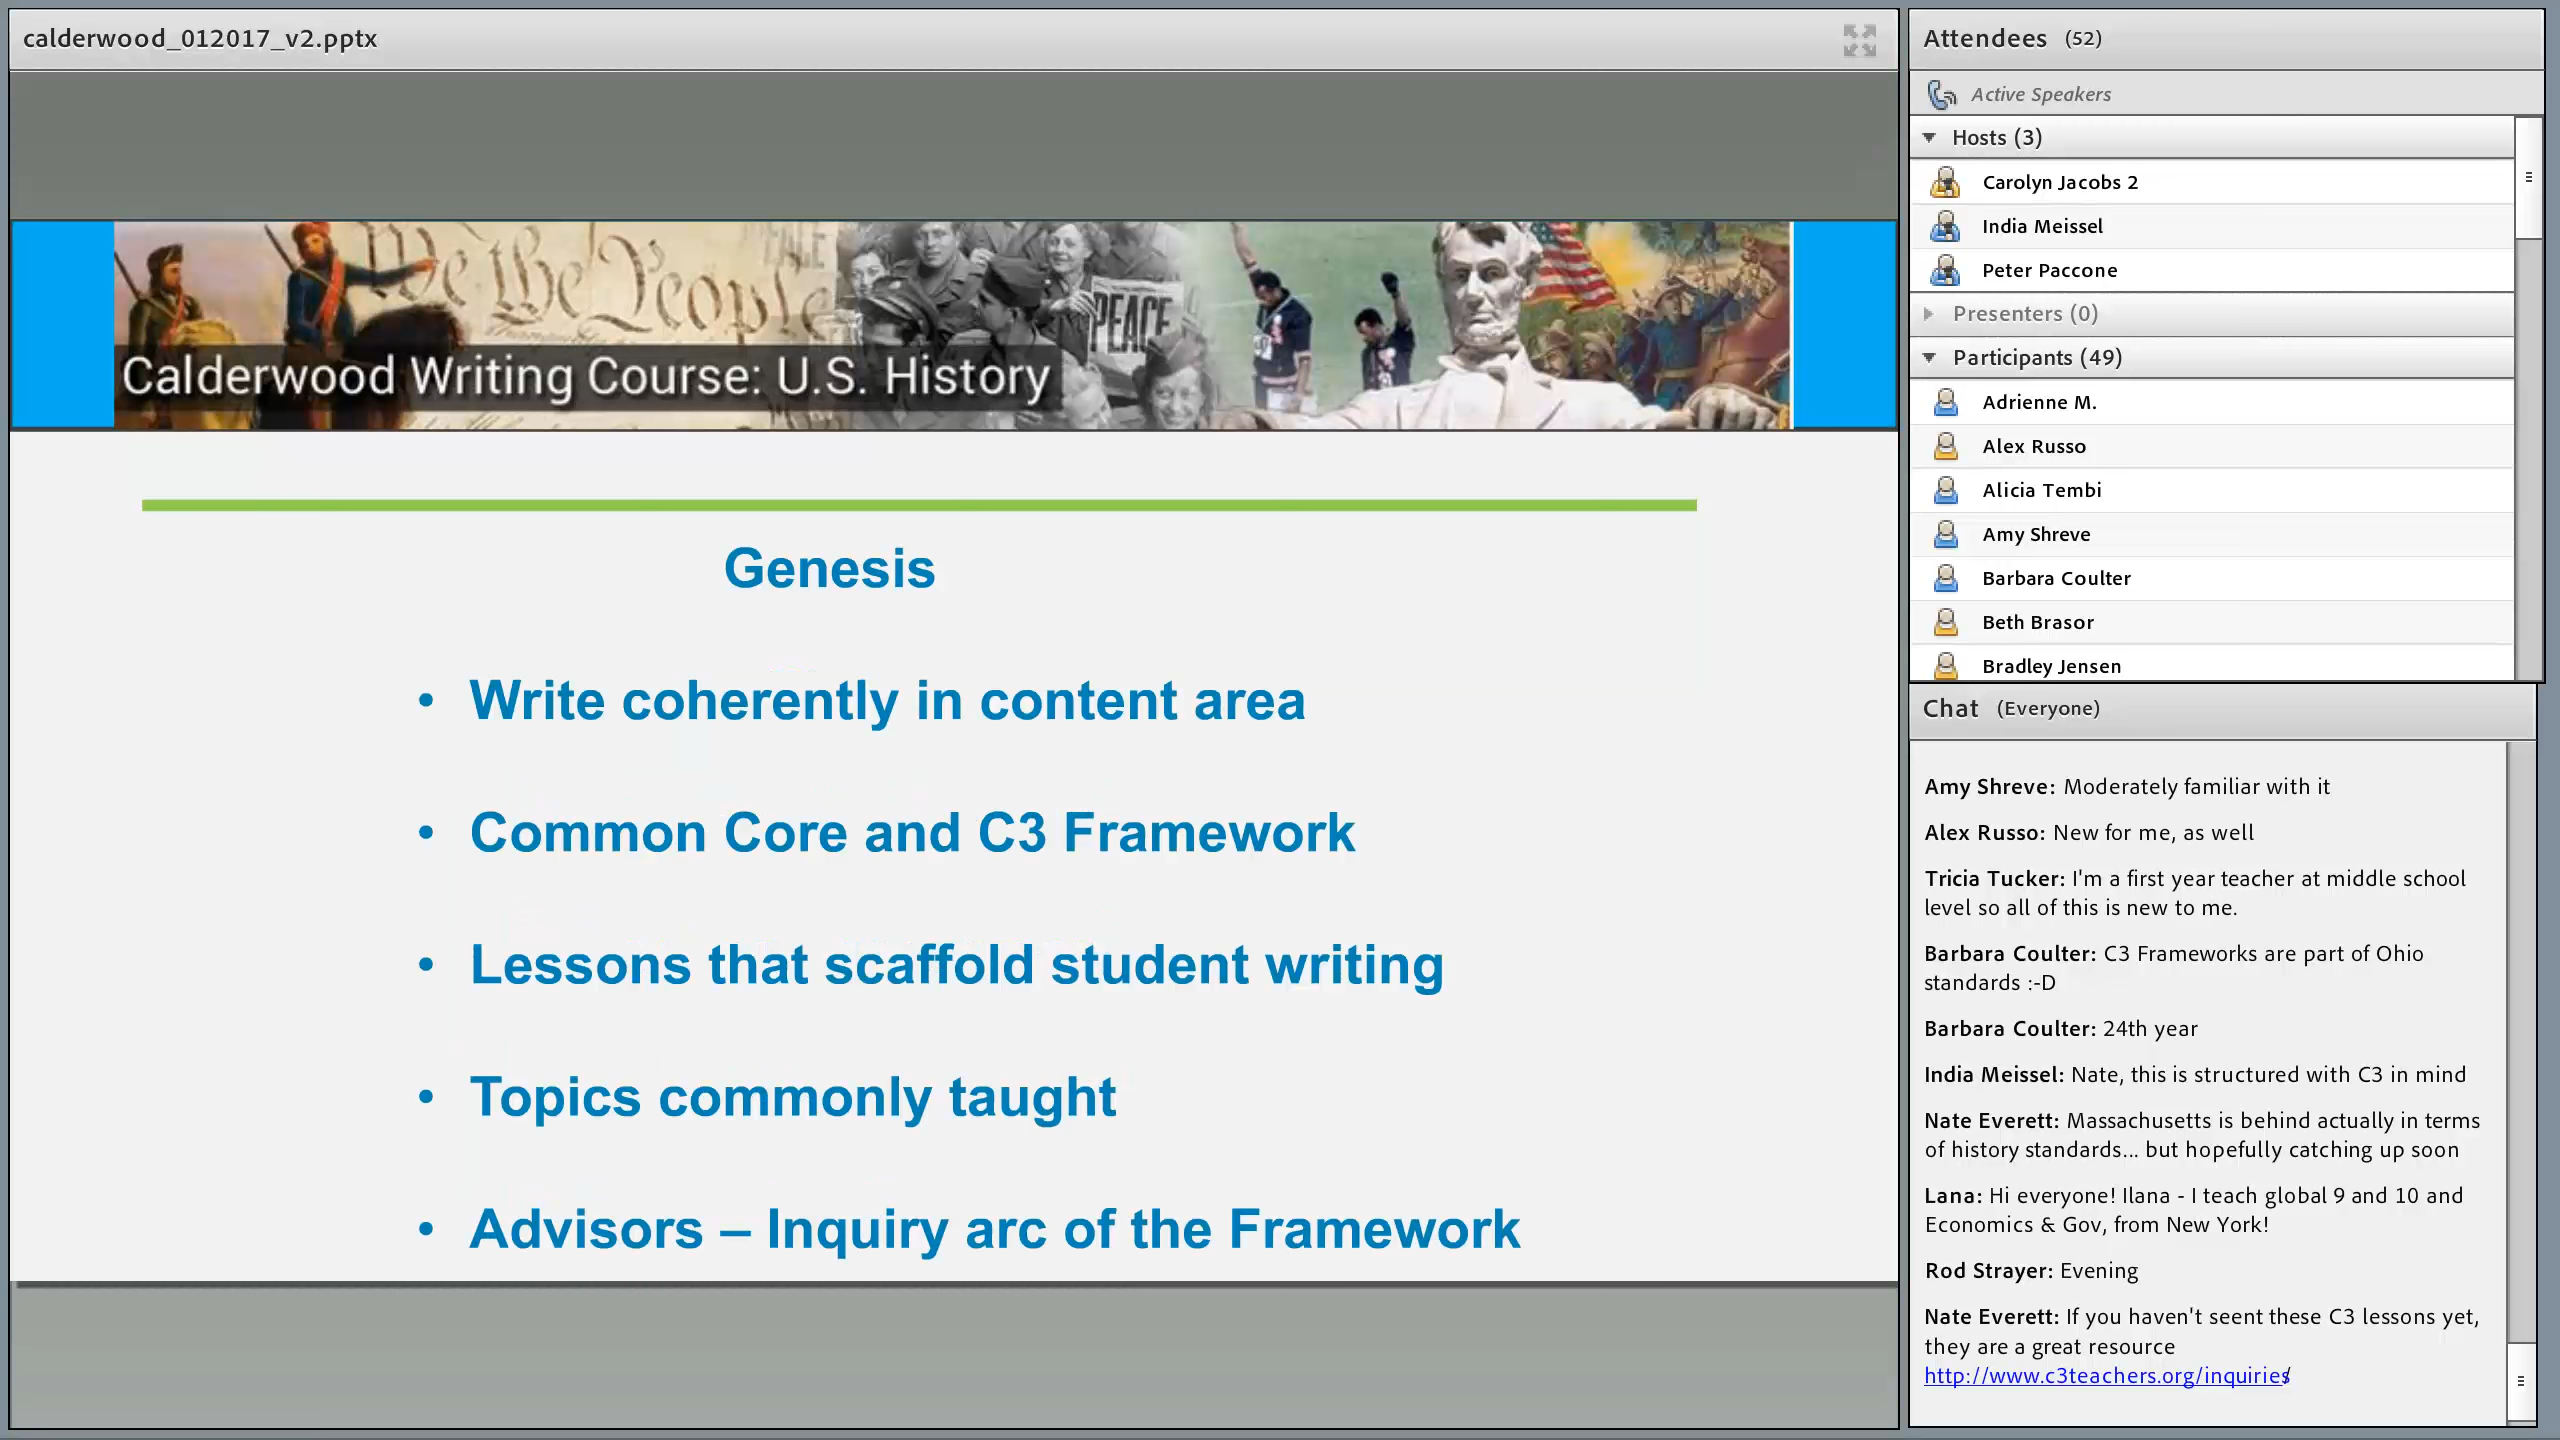 calderwood_012017_v2.pptx
We the People
PEACE
Calderwood Writing Course: U.S. History
Genesis
• Write coherently in content area
• Common Core and C3 Framework
• Lessons that scaffold student writing
• Topics commonly taught
• Advisors – Inquiry arc of the Framework
Attendees (52)
Active Speakers
Hosts (3)
Carolyn Jacobs 2
India Meissel
Peter Paccone
Presenters (0)
Participants (49)
Adrienne M.
Alex Russo
Alicia Tembi
Amy Shreve
Barbara Coulter
Beth Brasor
Bradley Jensen
Chat (Everyone)
Amy Shreve: Moderately familiar with it
Alex Russo: New for me, as well
Tricia Tucker: I'm a first year teacher at middle school
level so all of this is new to me.
Barbara Coulter: C3 Frameworks are part of Ohio
standards :-D
Barbara Coulter: 24th year
India Meissel: Nate, this is structured with C3 in mind
Nate Everett: Massachusetts is behind actually in terms
of history standards... but hopefully catching up soon
Lana: Hi everyone! Ilana - I teach global 9 and 10 and
Economics & Gov, from New York!
Rod Strayer: Evening
Nate Everett: If you haven't seent these C3 lessons yet,
they are a great resource
http://www.c3teachers.org/inquiries/